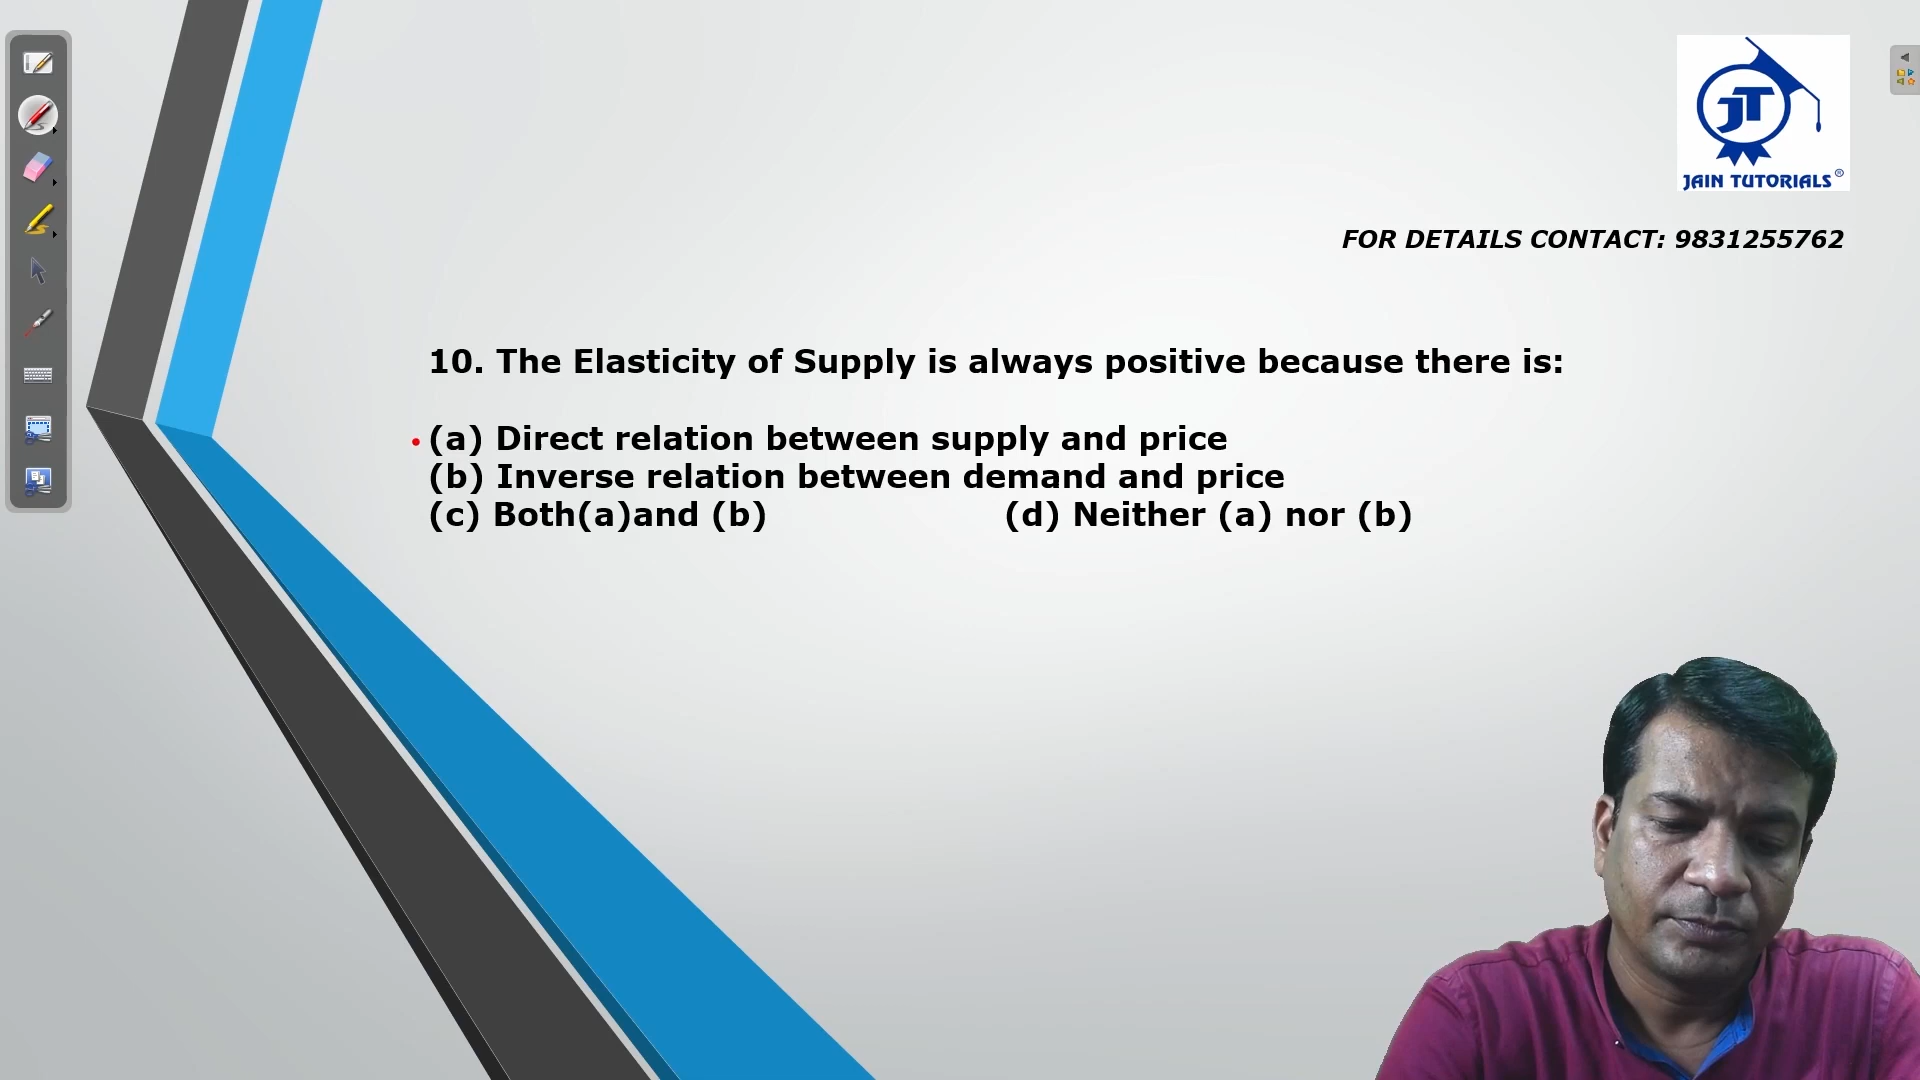 JT
JAIN TUTORIALS®
FOR DETAILS CONTACT: 9831255762
10. The Elasticity of Supply is always positive because there is:
(a) Direct relation between supply and price
(b) Inverse relation between demand and price
(c) Both(a)and (b) (d) Neither (a) nor (b)